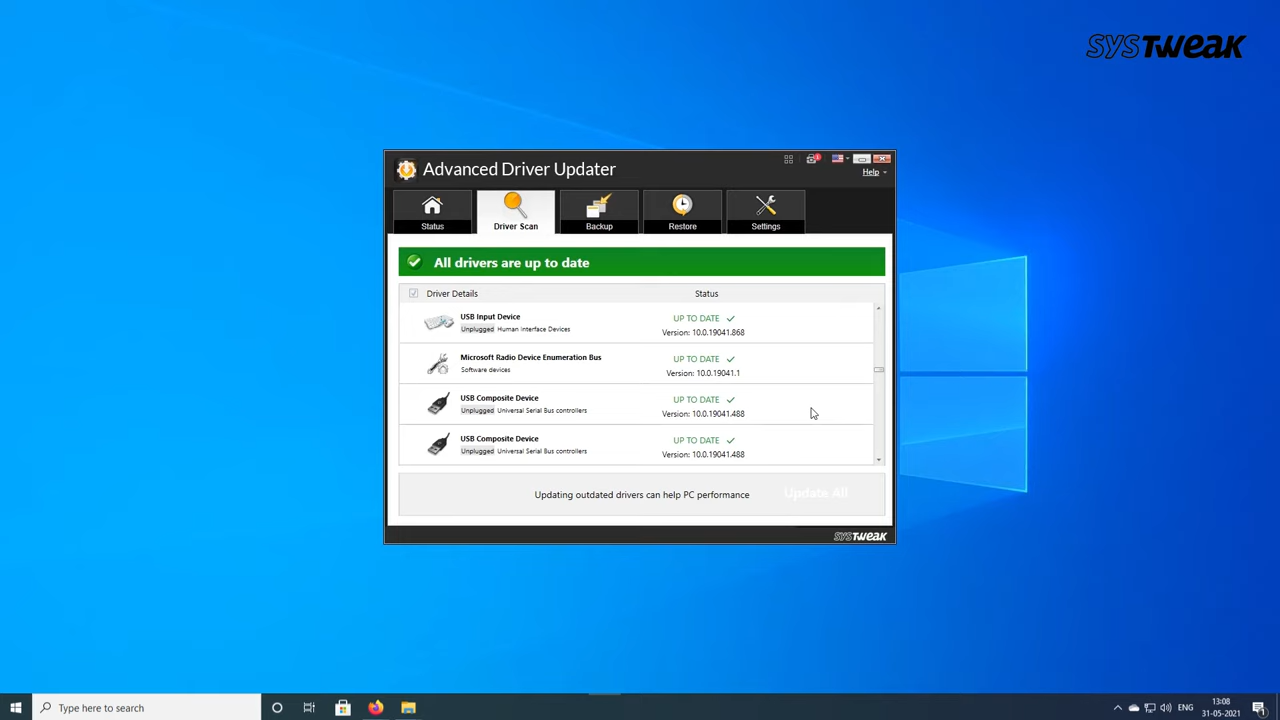 SYSTWEAK
Advanced Driver Updater
Help
Status
Driver Scan
Backup
Restore
Settings
All drivers are up to date
Driver Details Status
USB Input Device
Unplugged Human Interface Devices
UP TO DATE
Version: 10.0.19041.868
Microsoft Radio Device Enumeration Bus
Software devices
UP TO DATE
Version: 10.0.19041.1
USB Composite Device
Unplugged Universal Serial Bus controllers
UP TO DATE
Version: 10.0.19041.488
USB Composite Device
Unplugged Universal Serial Bus controllers
UP TO DATE
Version: 10.0.19041.488
Updating outdated drivers can help PC performance
Update All
SYSTWEAK
Type here to search
ENG
13:08
31-05-2021
1